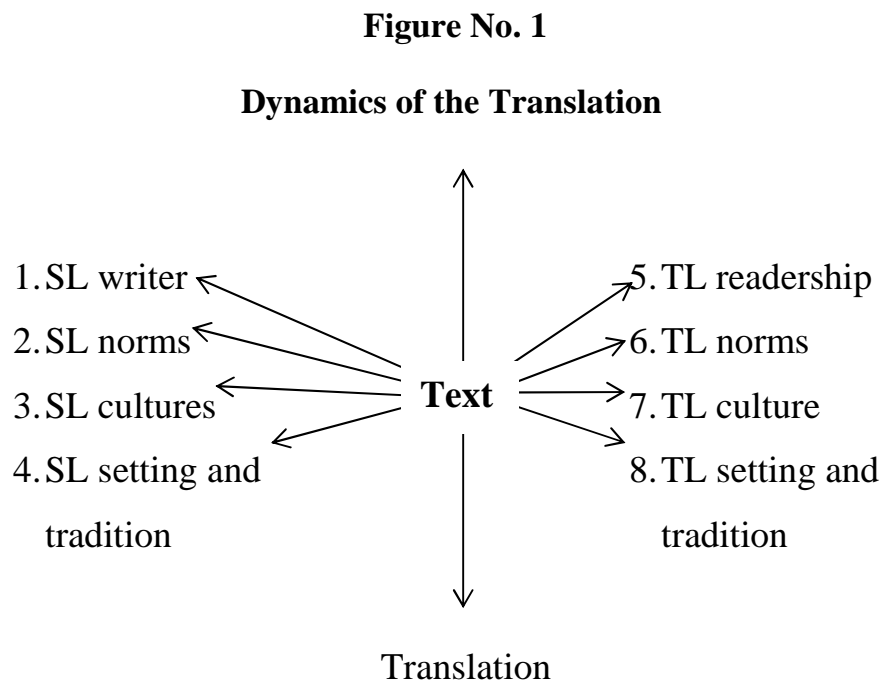 Figure No. 1
Dynamics of the Translation
1. SL writer
2. SL norms
3. SL cultures
4. SL setting and
tradition
Text
5. TL readership
6. TL norms
7. TL culture
8. TL setting and
tradition
Translation